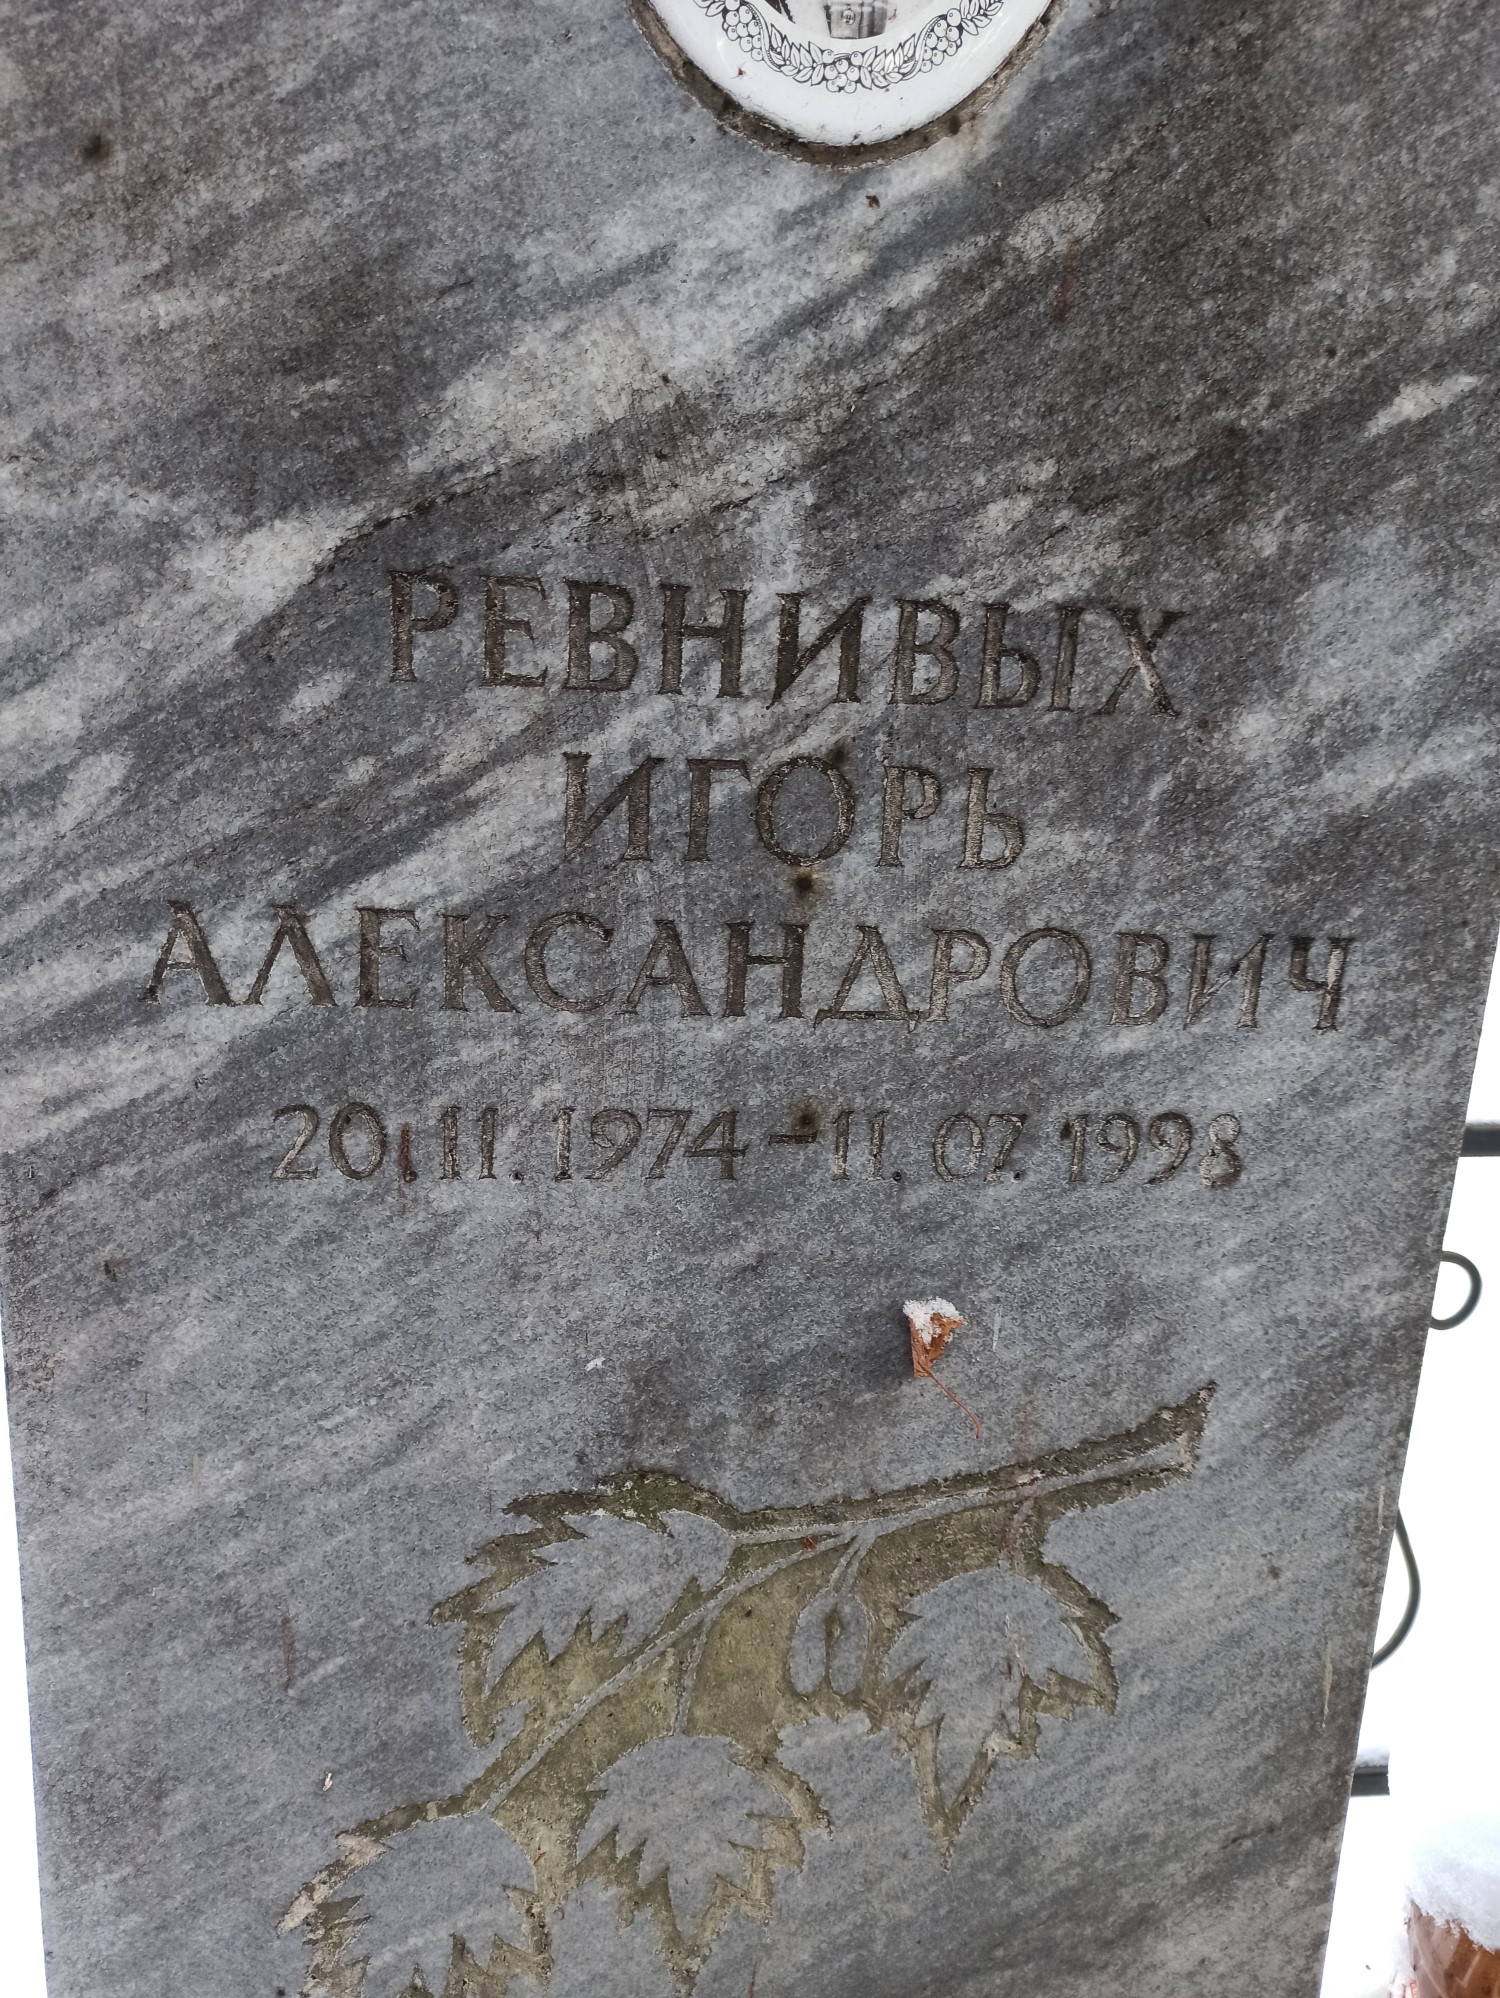 РЕВНИВЫХ
ИГОРЬ
АЛЕКСАНДРОВИЧ
20.11.1974-11.07.1998